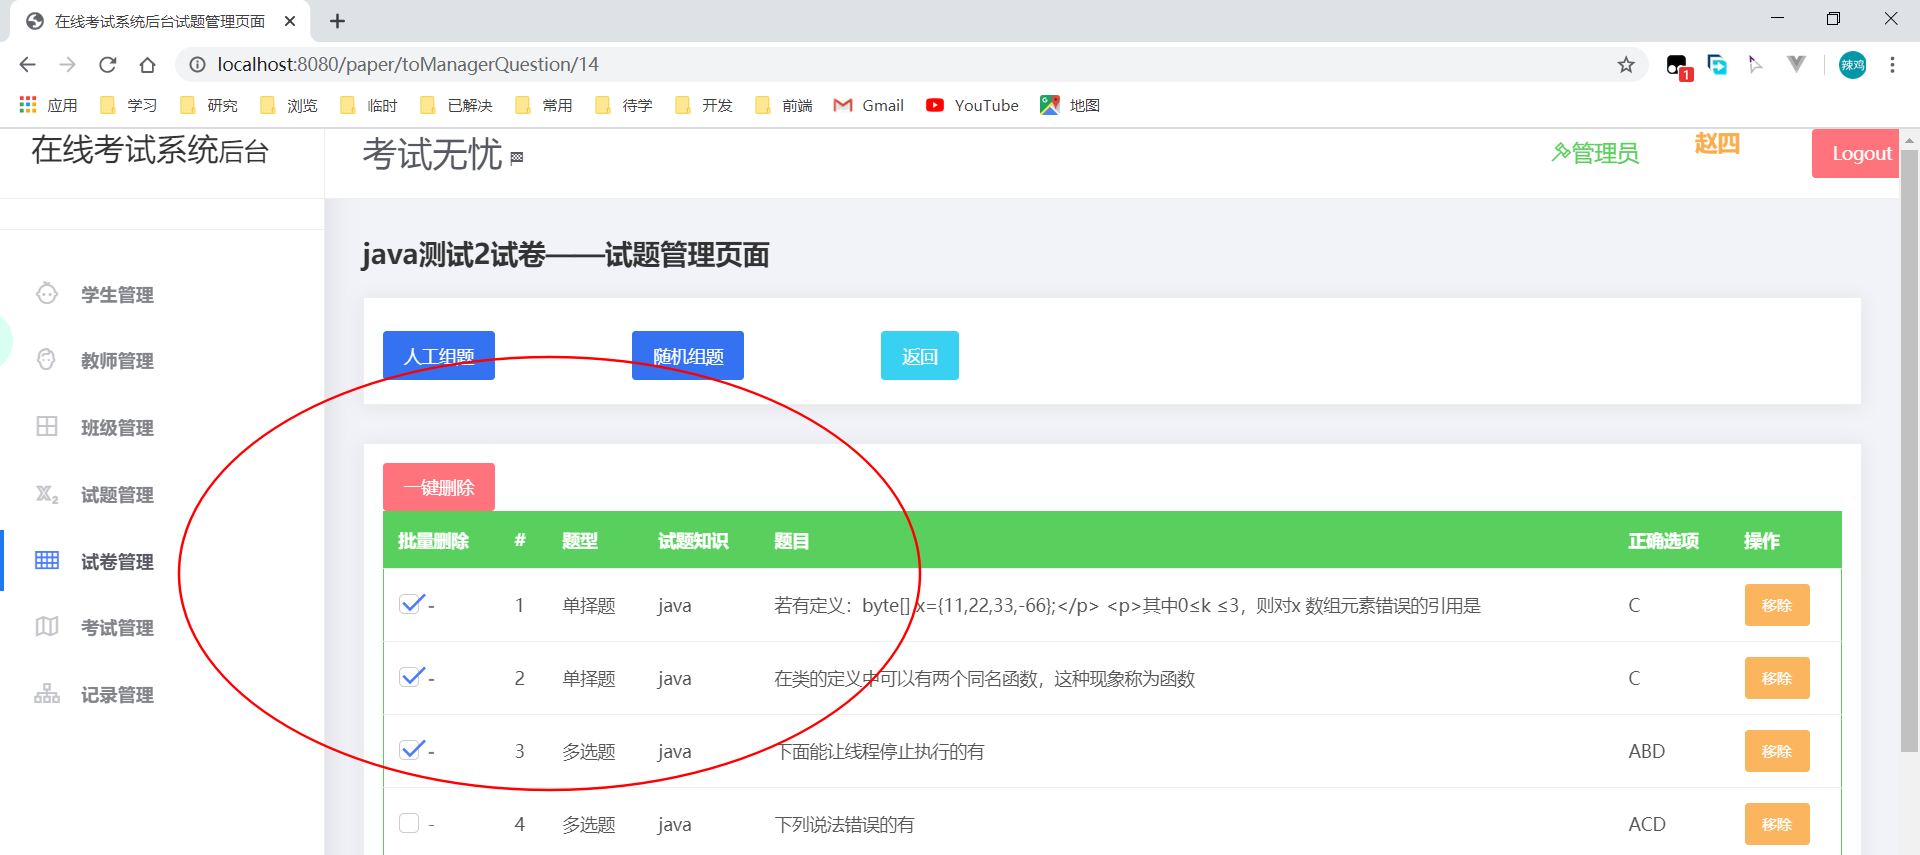 在线考试系统后台试题管理页面
localhost:8080/paper/toManagerQuestion/14
1
辣鸡
应用 学习 研究 浏览 临时 已解决 常用 待学 开发 前端 Gmail YouTube 地图
在线考试系统后台
考试无忧
管理员
赵四
Logout
学生管理
教师管理
班级管理
试题管理
试卷管理
考试管理
记录管理
java测试2试卷——试题管理页面
人工组题 随机组题 返回
一键删除
批量删除 # 题型 试题知识 题目 正确选项 操作
- 1 单择题 java 若有定义：byte[] x={11,22,33,-66};</p> <p>其中0≤k ≤3，则对x 数组元素错误的引用是 C 移除
- 2 单择题 java 在类的定义中可以有两个同名函数，这种现象称为函数 C 移除
- 3 多选题 java 下面能让线程停止执行的有 ABD 移除
- 4 多选题 java 下列说法错误的有 ACD 移除